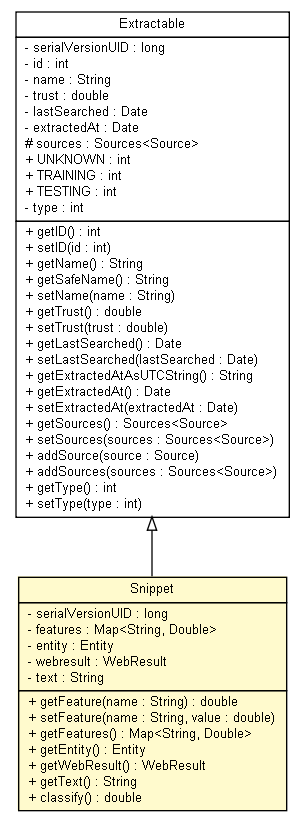 Extractable
- serialVersionUID : long
- id : int
- name : String
- trust : double
- lastSearched : Date
- extractedAt : Date
# sources : Sources<Source>
+ UNKNOWN : int
+ TRAINING : int
+ TESTING : int
- type : int
+ getID() : int
+ setID(id : int)
+ getName() : String
+ getSafeName() : String
+ setName(name : String)
+ getTrust() : double
+ setTrust(trust : double)
+ getLastSearched() : Date
+ setLastSearched(lastSearched : Date)
+ getExtractedAtAsUTCString() : String
+ getExtractedAt() : Date
+ setExtractedAt(extractedAt : Date)
+ getSources() : Sources<Source>
+ setSources(sources : Sources<Source>)
+ addSource(source : Source)
+ addSources(sources : Sources<Source>)
+ getType() : int
+ setType(type : int)
Snippet
- serialVersionUID : long
- features : Map<String, Double>
- entity : Entity
- webresult : WebResult
- text : String
+ getFeature(name : String) : double
+ setFeature(name : String, value : double)
+ getFeatures() : Map<String, Double>
+ getEntity() : Entity
+ getWebResult() : WebResult
+ getText() : String
+ classify() : double